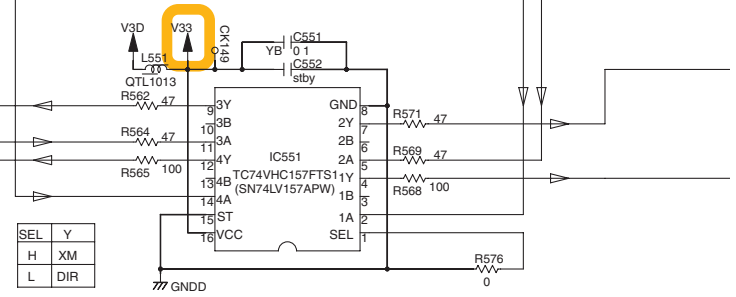 V3D
V33
CK149
L551
QTL1013
YB
C551
0 1
C552
stby
R562
47
R564
47
R565
100
R571
47
R569
47
R568
100
3Y
9
3B
10
3A
11
4Y
12
4B
13
4A
14
ST
15
VCC
16
IC551
TC74VHC157FTS1
(SN74LV157APW)
GND
8
2Y
7
2B
6
2A
5
1Y
4
1B
3
1A
2
SEL
1
R576
0
GNDD
SEL Y
H XM
L DIR